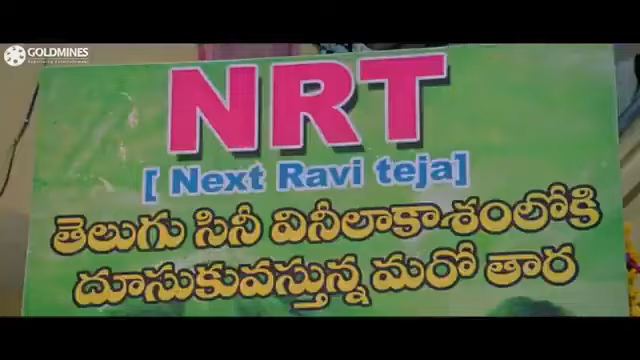 GOLDMINES
NRT
[ Next Ravi teja]
తెలుగు సినీ వినీలాకాశంలోకి
దూసుకువస్తున్న మరో తార